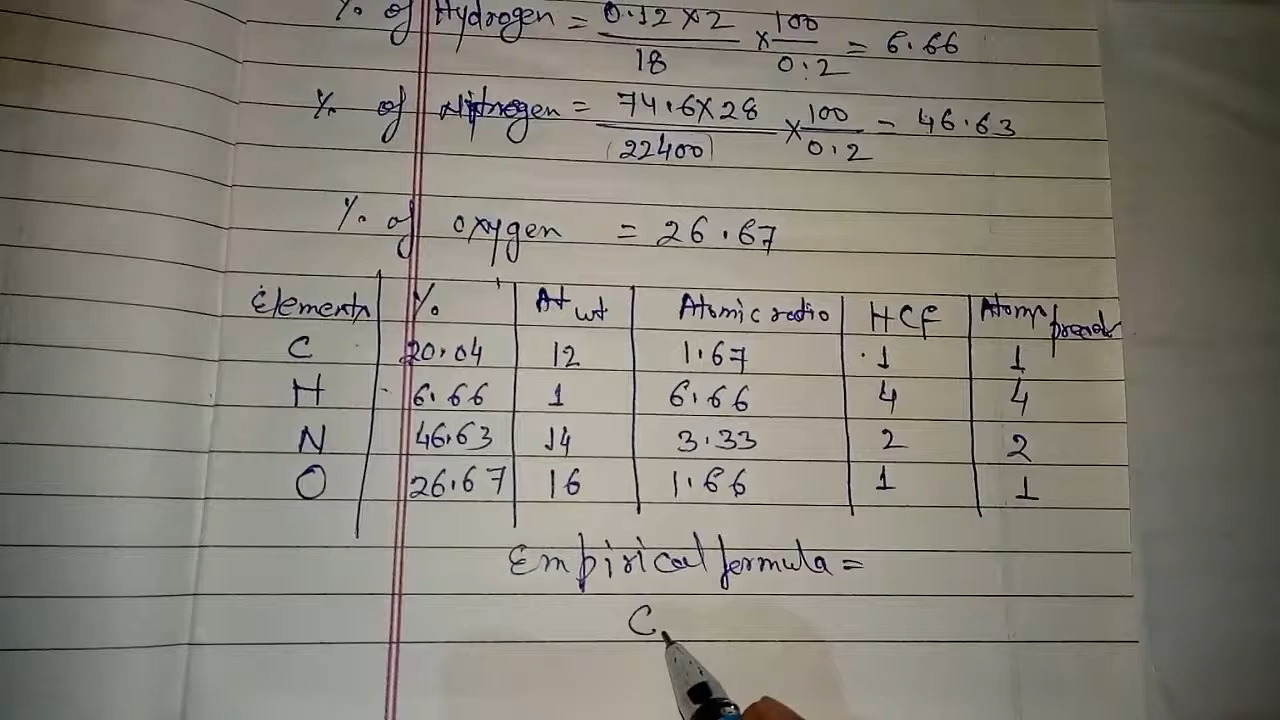 % of Hydrogen = 0.12 x 2 / 18 x 100 / 0.2 = 6.66
% of Nitrogen = 74.6 x 28 / 22400 x 100 / 0.2 - 46.63
% of oxygen = 26.67
Elements % At wt Atomic ratio HCF Atoms
C 20.04 12 1.67 1 1
H 6.66 1 6.66 4 4
N 46.63 14 3.33 2 2
O 26.67 16 1.66 1 1
Empirical formula =
C